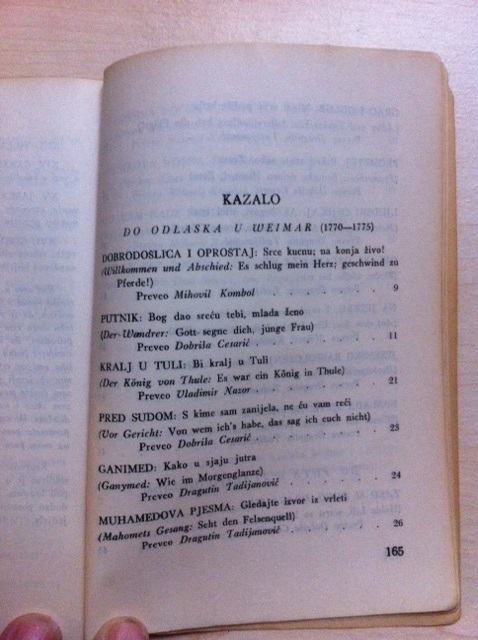 KAZALO
DO ODLASKA U WEIMAR (1770—1775)
DOBRODOSLICA I OPROSTAJ: Srce kucnu; na konja živo!
(Willkommen und Abschied: Es schlug mein Herz; geschwind zu
Pferde!)
Preveo Mihovil Kombol . . . . . . . . . 9
PUTNIK: Bog dao sreću tebi, mlada ženo
(Der Wandrer: Gott segne dich, junge Frau)
Preveo Dobriša Cesarić . . . . . . . . . 11
KRALJ U TULI: Bi kralj u Tuli
(Der König von Thule: Es war ein König in Thule)
Preveo Vladimir Nazor . . . . . . . . . 21
PRED SUDOM: S kime sam zanijela, ne ću vam reći
(Vor Gericht: Von wem ich's habe, das sag ich euch nicht)
Preveo Dobriša Cesarić . . . . . . . . . 23
GANIMED: Kako u sjaju jutra
(Ganymed: Wie im Morgenglanze)
Preveo Dragutin Tadijanović . . . . . . . 24
MUHAMEDOVA PJESMA: Gledajte izvor iz vrleti
(Mahomets Gesang: Seht den Felsenquell)
Preveo Dragutin Tadijanović . . . . . . . 26
165